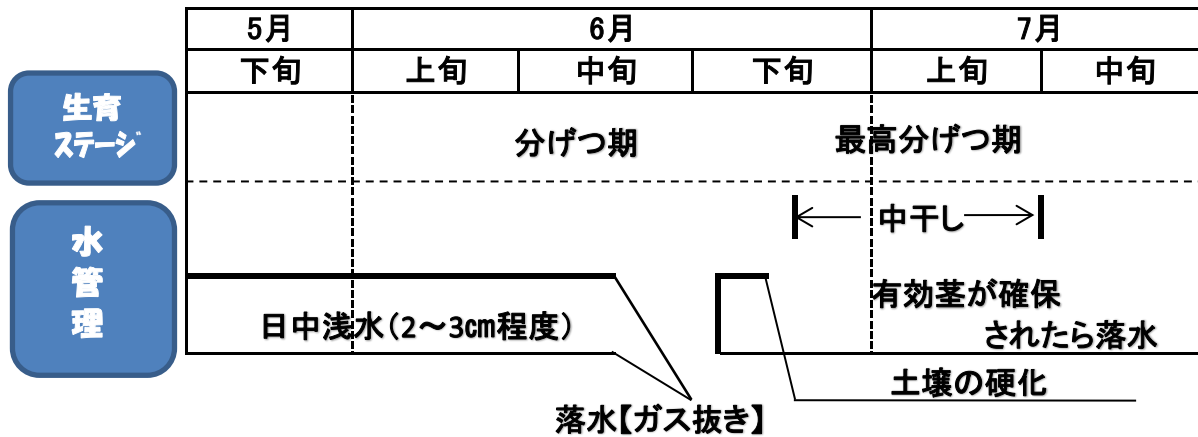 5月 6月 7月
下旬 上旬 中旬 下旬 上旬 中旬
生育
ステージ
分げつ期 最高分げつ期
中干し
水
管
理
日中浅水(2～3㎝程度)
有効茎が確保
されたら落水
土壌の硬化
落水【ガス抜き】